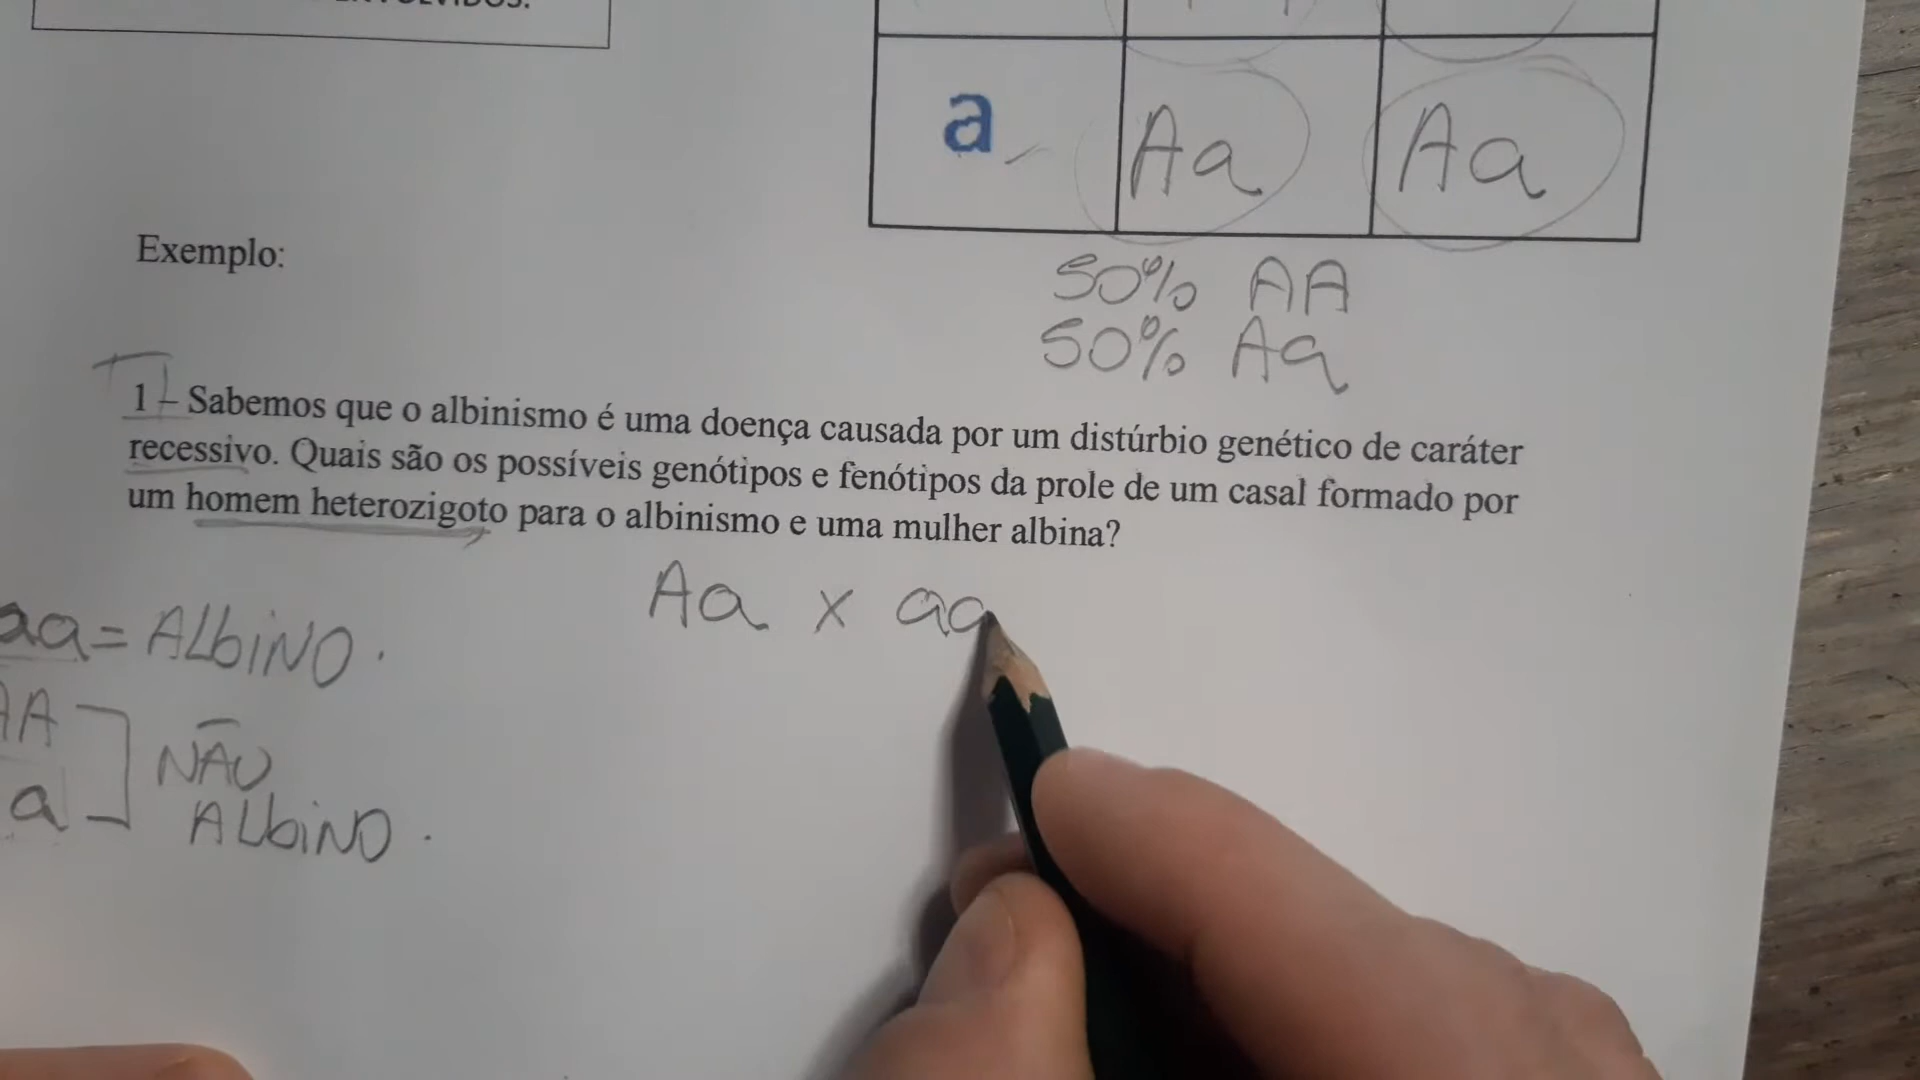 a
Aa
Aa
50% AA
50% Aa
Exemplo:
1 – Sabemos que o albinismo é uma doença causada por um distúrbio genético de caráter
recessivo. Quais são os possíveis genótipos e fenótipos da prole de um casal formado por
um homem heterozigoto para o albinismo e uma mulher albina?
Aa x aa
aa = ALbiNO.
AA
a
NÃO
ALbiNO.